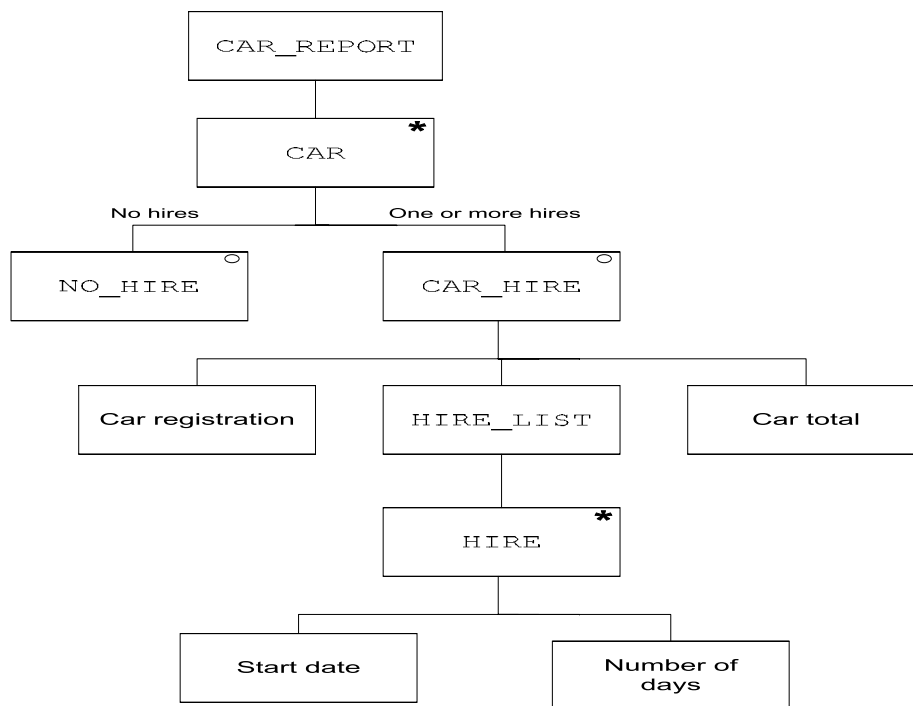 CAR_REPORT
*
CAR
No hires
One or more hires
NO_HIRE
CAR_HIRE
Car registration
HIRE_LIST
Car total
*
HIRE
Start date
Number of
days